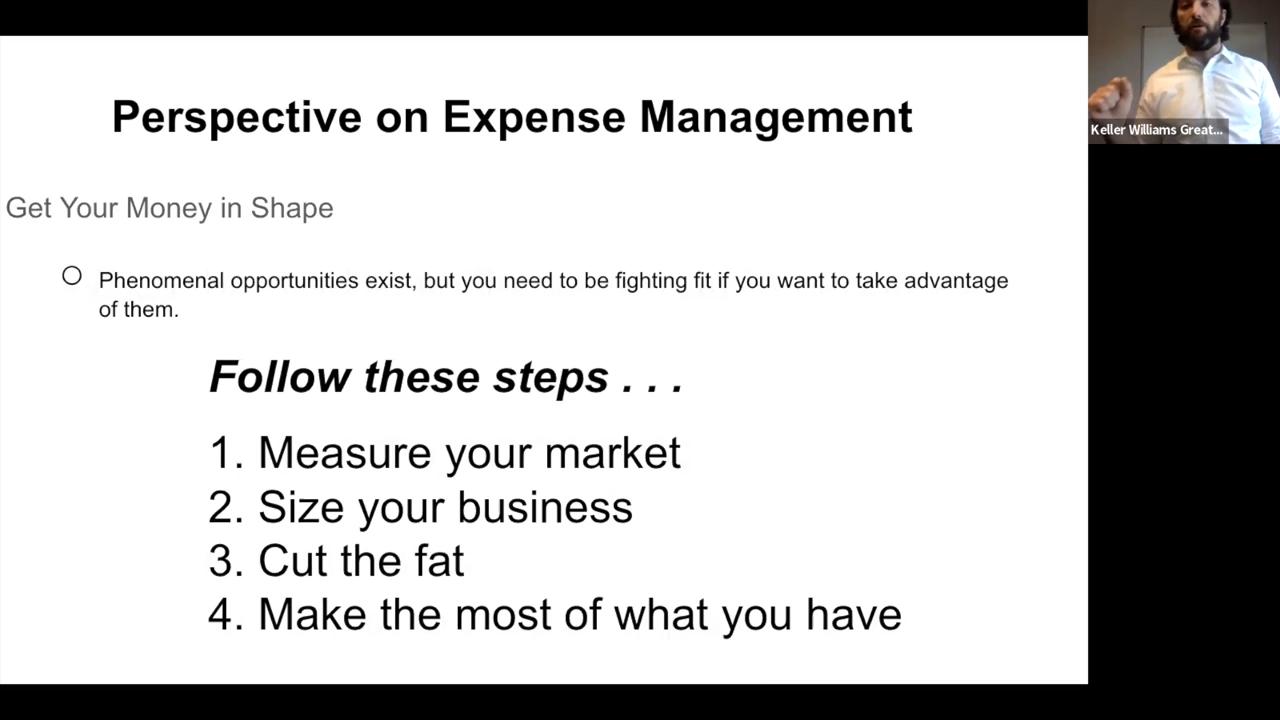 Perspective on Expense Management
Keller Williams Great...
Get Your Money in Shape
Phenomenal opportunities exist, but you need to be fighting fit if you want to take advantage
of them.
Follow these steps . . .
1. Measure your market
2. Size your business
3. Cut the fat
4. Make the most of what you have